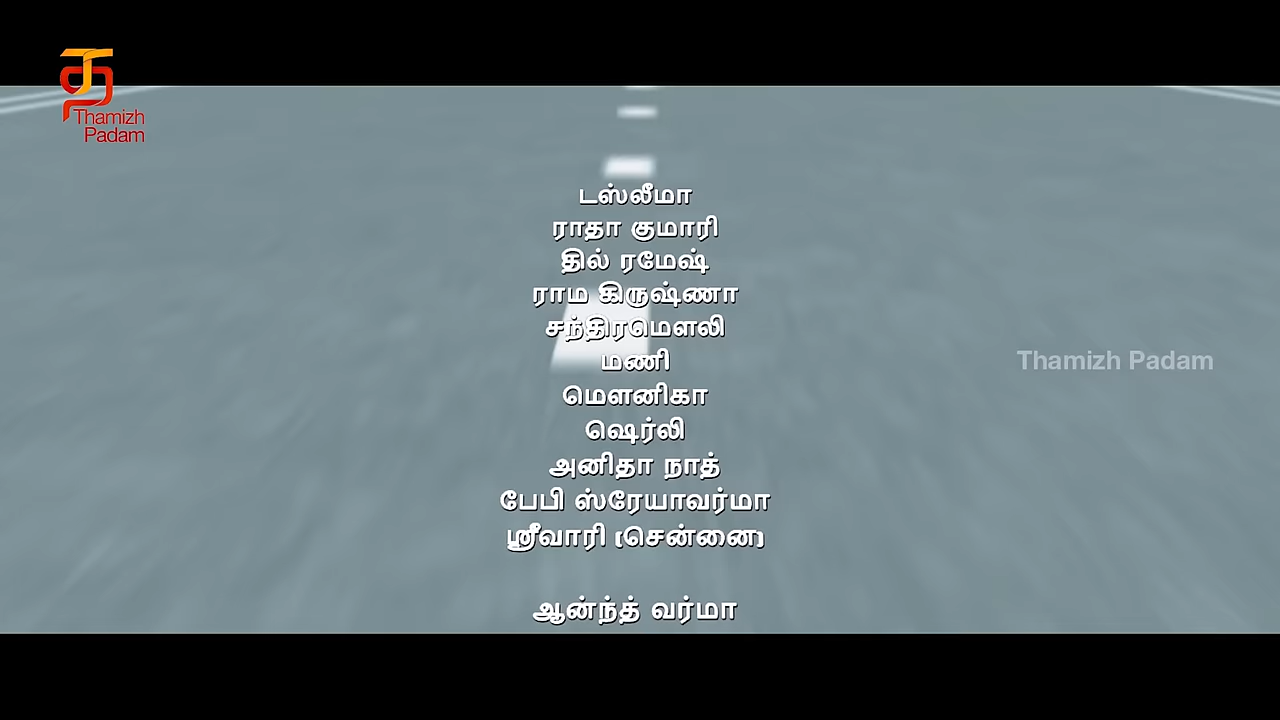 Thamizh
Padam
டஸ்லீமா
ராதா குமாரி
தில் ரமேஷ்
ராம கிருஷ்ணா
சந்திரமௌலி
Thamizh Padam
மணி
மௌனிகா
ஷெர்லி
அனிதா நாத்
பேபி ஸ்ரேயாவர்மா
ஸ்ரீவாரி (சென்னை)
ஆன்ந்த் வர்மா